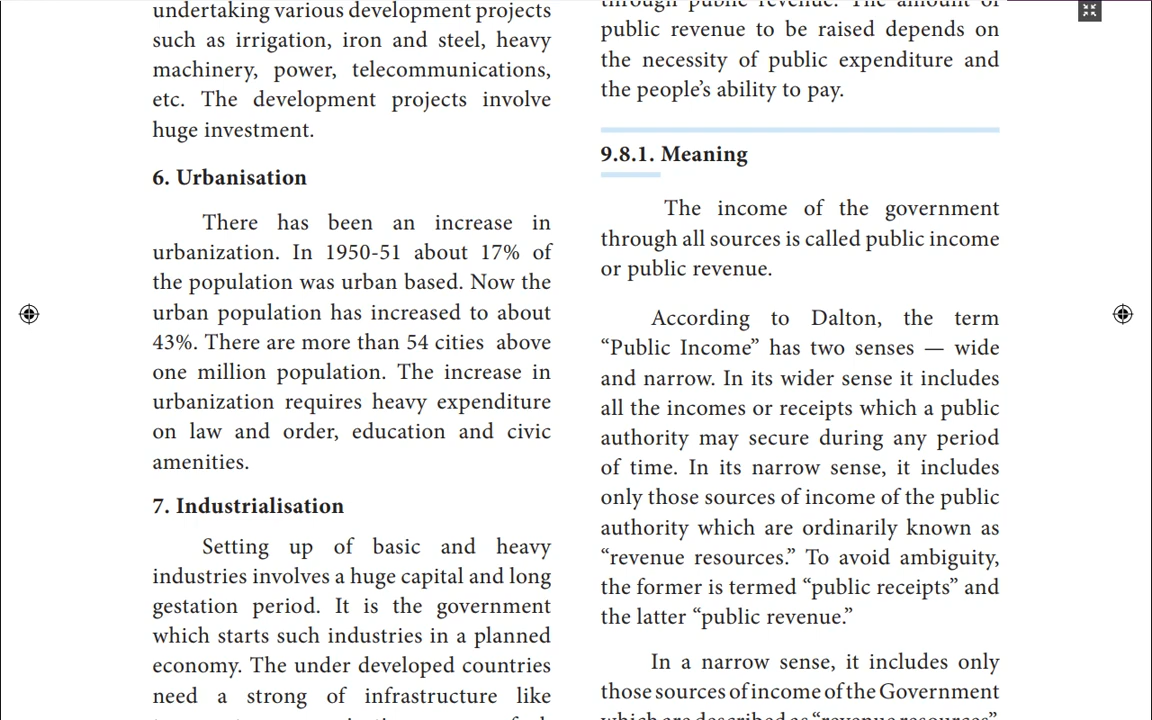 undertaking various development projects
such as irrigation, iron and steel, heavy
machinery, power, telecommunications,
etc. The development projects involve
huge investment.
6. Urbanisation
There has been an increase in
urbanization. In 1950-51 about 17% of
the population was urban based. Now the
urban population has increased to about
43%. There are more than 54 cities above
one million population. The increase in
urbanization requires heavy expenditure
on law and order, education and civic
amenities.
7. Industrialisation
Setting up of basic and heavy
industries involves a huge capital and long
gestation period. It is the government
which starts such industries in a planned
economy. The under developed countries
need a strong of infrastructure like
through public revenue. The amount of
public revenue to be raised depends on
the necessity of public expenditure and
the people’s ability to pay.
9.8.1. Meaning
The income of the government
through all sources is called public income
or public revenue.
According to Dalton, the term
“Public Income” has two senses — wide
and narrow. In its wider sense it includes
all the incomes or receipts which a public
authority may secure during any period
of time. In its narrow sense, it includes
only those sources of income of the public
authority which are ordinarily known as
“revenue resources.” To avoid ambiguity,
the former is termed “public receipts” and
the latter “public revenue.”
In a narrow sense, it includes only
those sources of income of the Government
which are described as “revenue resources”.